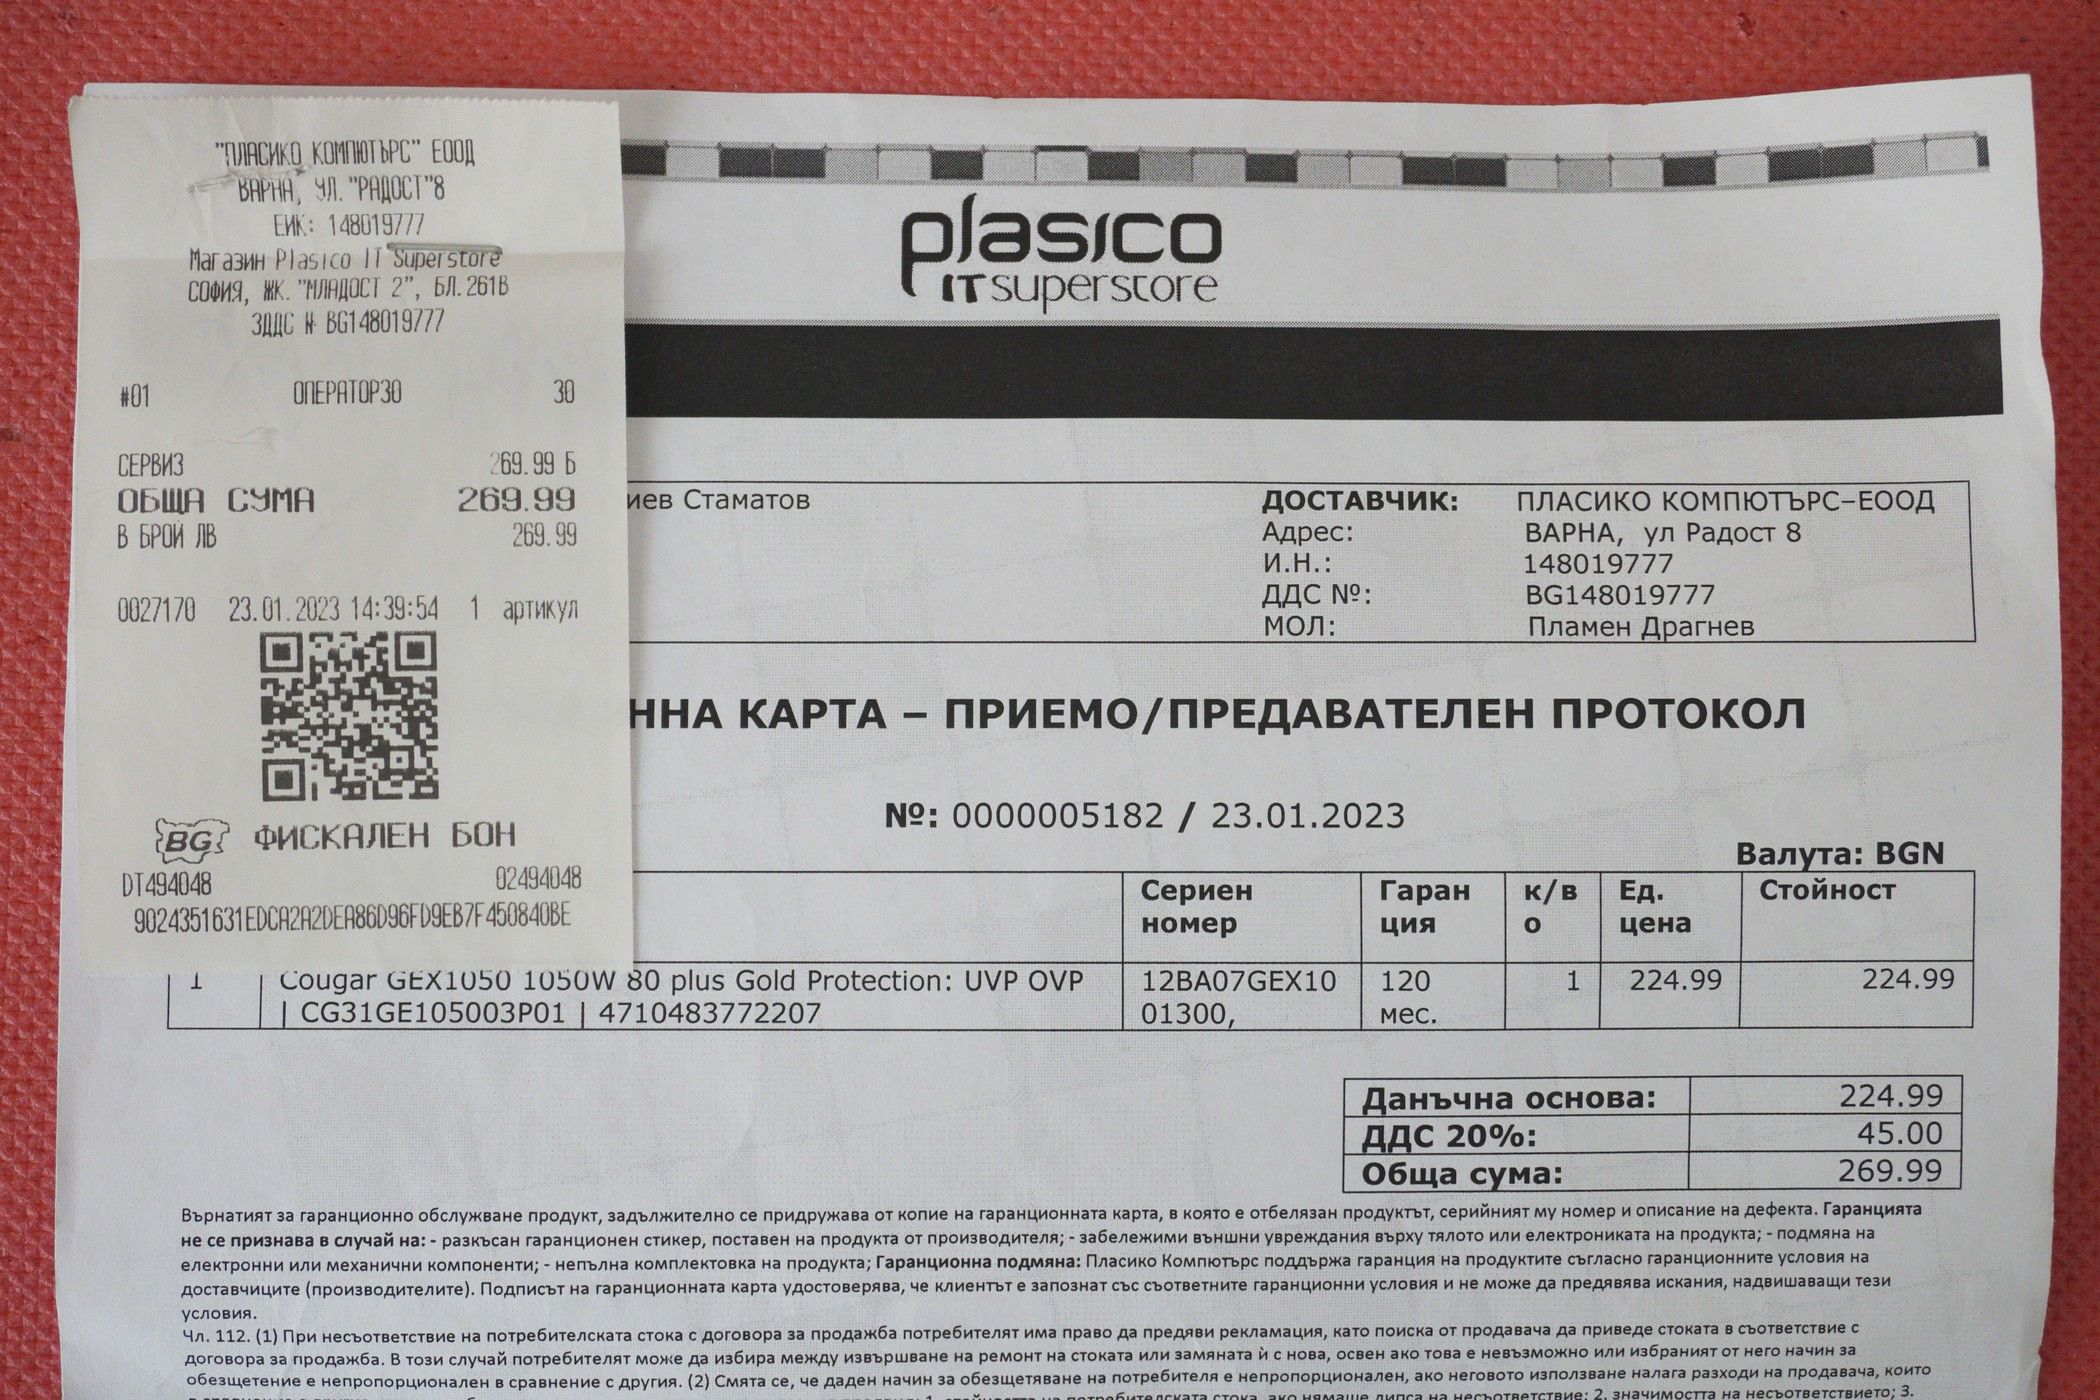 "ПЛАСИКО КОМПЮТЪРС" ЕООД
ВАРНА, УЛ. "РАДОСТ"8
ЕИК: 148019777
Магазин Plasico IT Superstore
СОФИЯ, ЖК. "МЛАДОСТ 2", БЛ.261В
ЗДДС № BG148019777
#01 ОПЕРАТОР30 30
СЕРВИЗ 269.99 Б
ОБЩА СУМА 269.99
В БРОЙ ЛВ 269.99
0027170 23.01.2023 14:39:54 1 артикул
BG ФИСКАЛЕН БОН
DT494048 02494048
9024351631EDCA2A2DEA86D96FD9EB7F450840BE
plasico
ITsuperstore
иев Стаматов
ДОСТАВЧИК: ПЛАСИКО КОМПЮТЪРС-ЕООД
Адрес: ВАРНА, ул Радост 8
И.Н.: 148019777
ДДС №: BG148019777
МОЛ: Пламен Драгнев
ННА КАРТА – ПРИЕМО/ПРЕДАВАТЕЛЕН ПРОТОКОЛ
№: 0000005182 / 23.01.2023
Валута: BGN
Сериен Гаран к/в Ед. Стойност
номер ция о цена
1 Cougar GEX1050 1050W 80 plus Gold Protection: UVP OVP 12BA07GEX10 120 1 224.99 224.99
| CG31GE105003P01 | 4710483772207 01300, мес.
Данъчна основа: 224.99
ДДС 20%: 45.00
Обща сума: 269.99
Върнатият за гаранционно обслужване продукт, задължително се придружава от копие на гаранционната карта, в която е отбелязан продуктът, серийният му номер и описание на дефекта. Гаранцията
не се признава в случай на: - разкъсан гаранционен стикер, поставен на продукта от производителя; - забележими външни увреждания върху тялото или електрониката на продукта; - подмяна на
електронни или механични компоненти; - непълна комплектовка на продукта; Гаранционна подмяна: Пласико Компютърс поддържа гаранция на продуктите съгласно гаранционните условия на
доставчиците (производителите). Подписът на гаранционната карта удостоверява, че клиентът е запознат със съответните гаранционни условия и не може да предявява искания, надвишаващи тези
условия.
Чл. 112. (1) При несъответствие на потребителската стока с договора за продажба потребителят има право да предяви рекламация, като поиска от продавача да приведе стоката в съответствие с
договора за продажба. В този случай потребителят може да избира между извършване на ремонт на стоката или замяната ѝ с нова, освен ако това е невъзможно или избраният от него начин за
обезщетение е непропорционален в сравнение с другия. (2) Смята се, че даден начин за обезщетяване на потребителя е непропорционален, ако неговото използване налага разходи на продавача, които
стойността на потребителската стока, ако нямаше липса на несъответствие; 2. значимостта на несъответствието; 3.